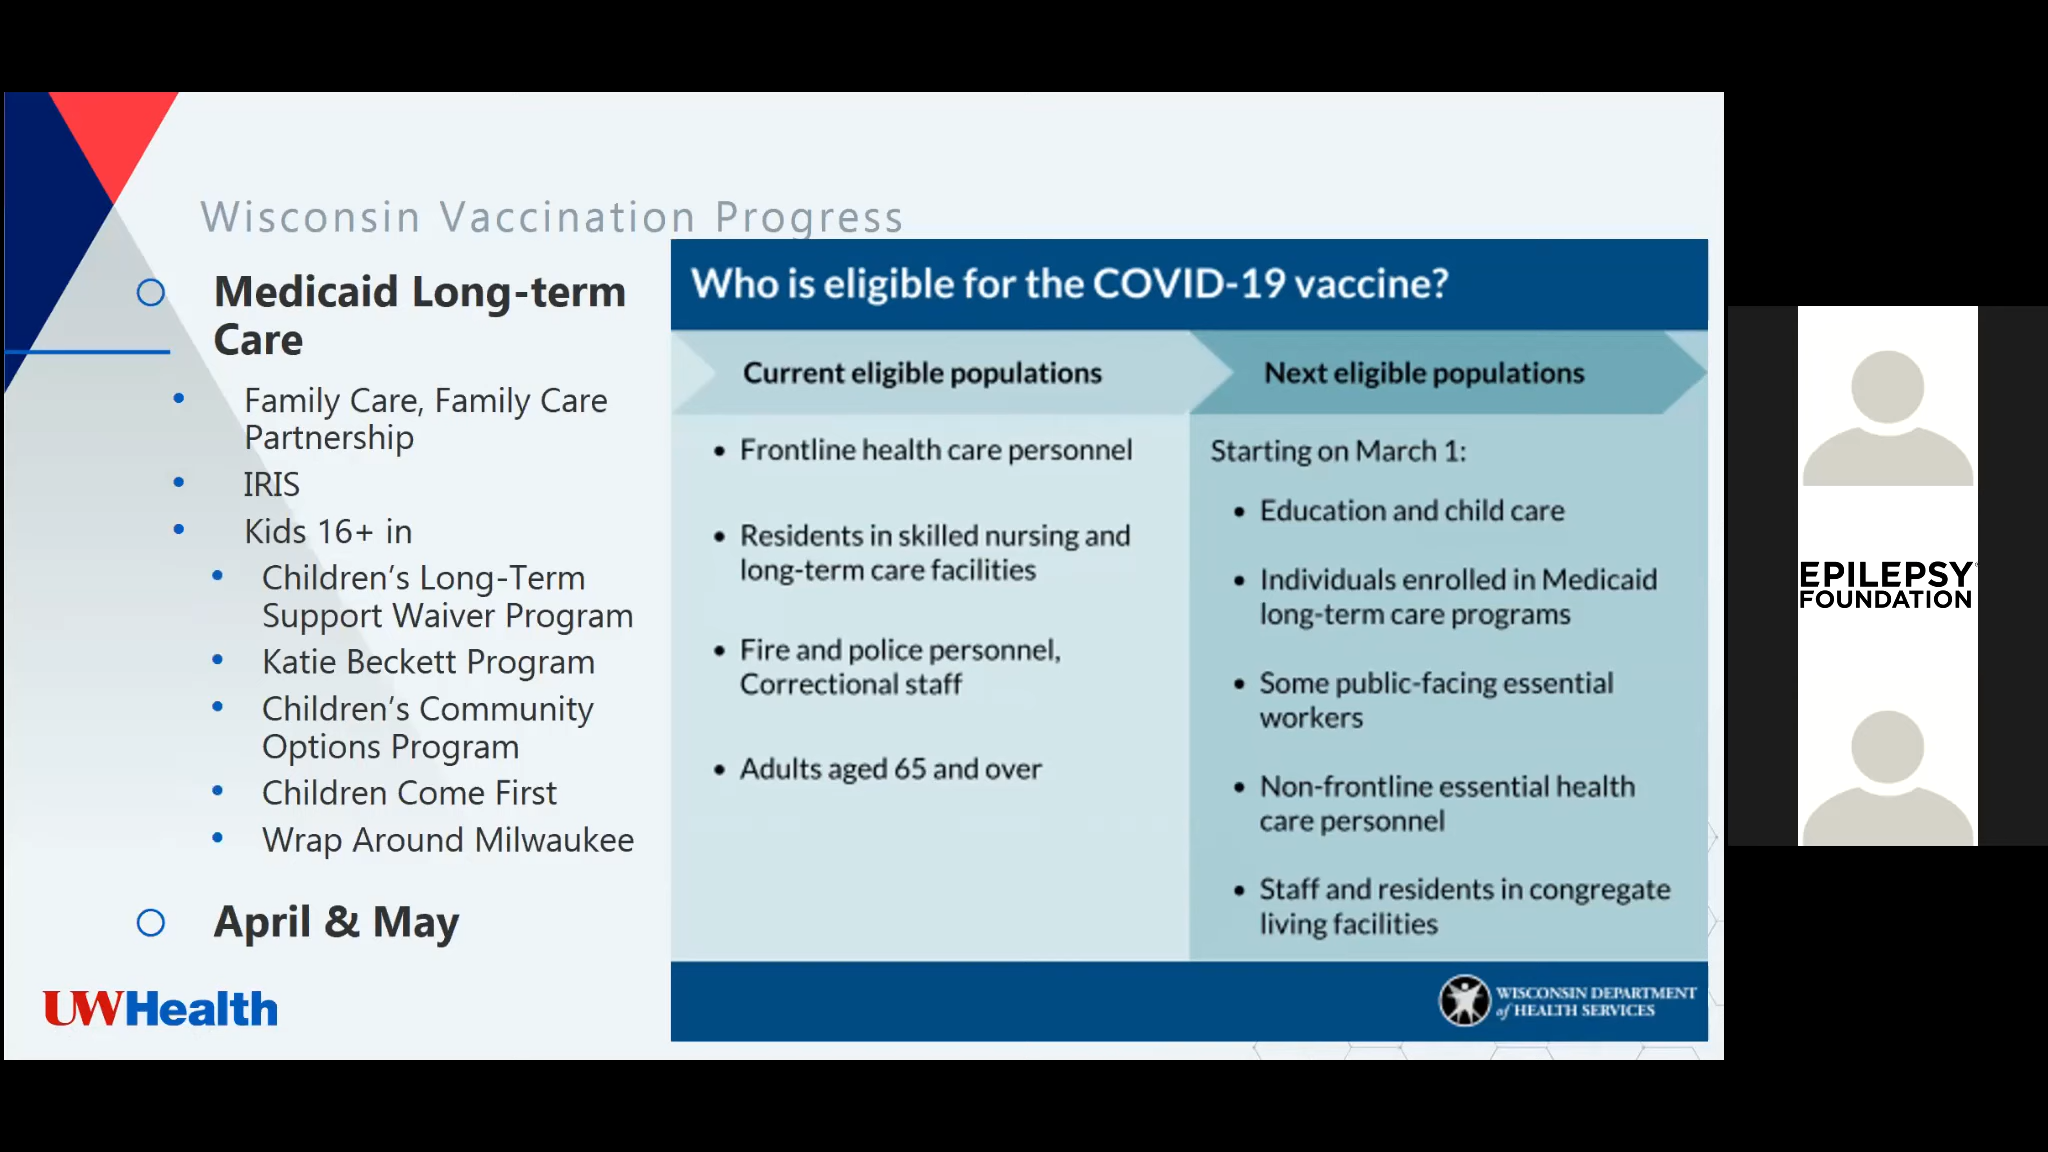 Wisconsin Vaccination Progress
Medicaid Long-term
Care
Family Care, Family Care
Partnership
IRIS
Kids 16+ in
Children’s Long-Term
Support Waiver Program
Katie Beckett Program
Children’s Community
Options Program
Children Come First
Wrap Around Milwaukee
April & May
UWHealth
Who is eligible for the COVID-19 vaccine?
Current eligible populations
Frontline health care personnel
Residents in skilled nursing and
long-term care facilities
Fire and police personnel,
Correctional staff
Adults aged 65 and over
Next eligible populations
Starting on March 1:
Education and child care
Individuals enrolled in Medicaid
long-term care programs
Some public-facing essential
workers
Non-frontline essential health
care personnel
Staff and residents in congregate
living facilities
WISCONSIN DEPARTMENT
of HEALTH SERVICES
EPILEPSY
FOUNDATION